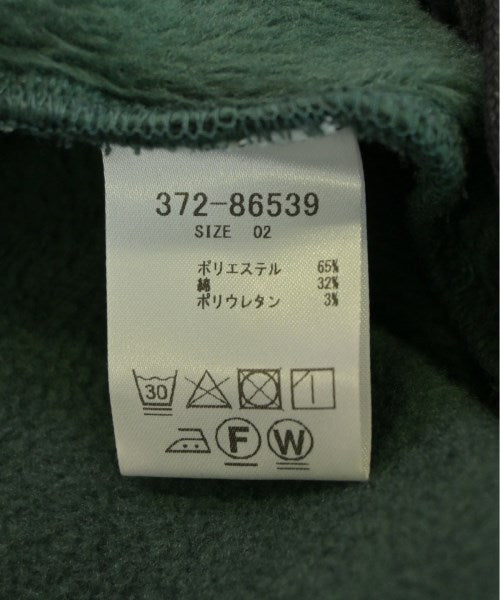 372-86539
SIZE 02
ポリエステル 65%
綿 32%
ポリウレタン 3%
30
F W